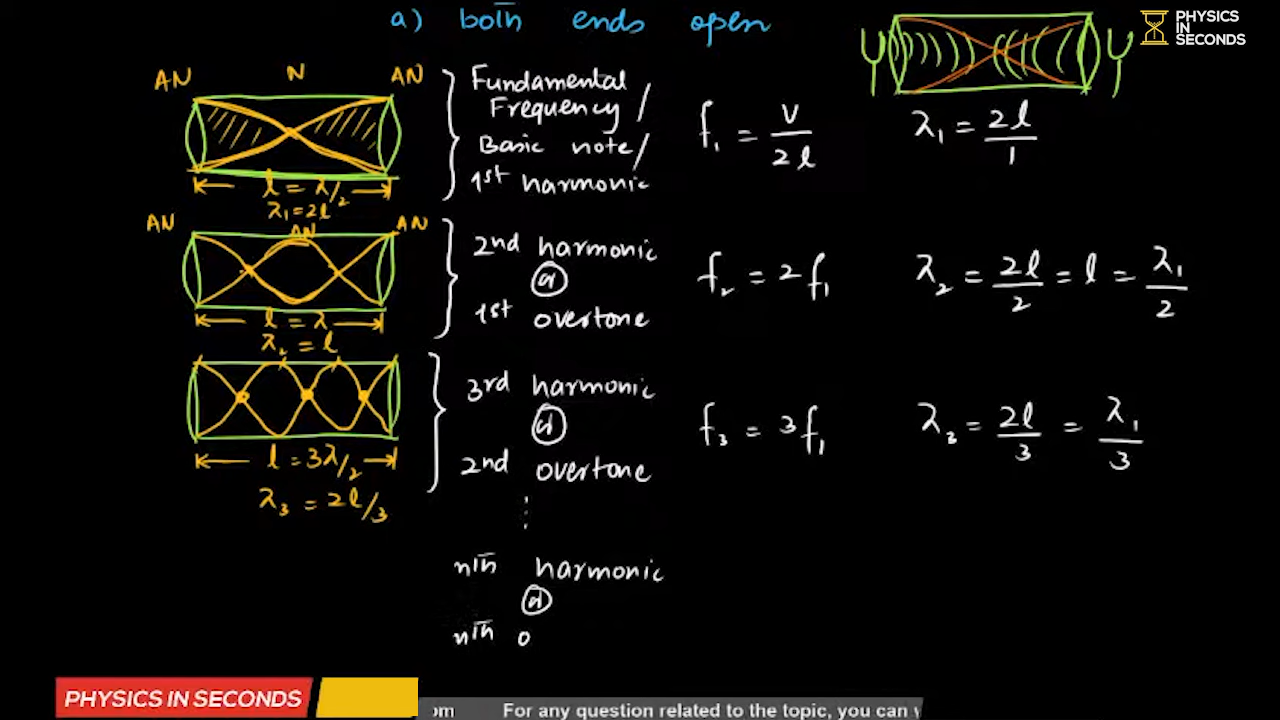 a) both ends open
PHYSICS
IN
SECONDS
AN N AN
l = λ/2
λ₁=2l
Fundamental
Frequency /
Basic note/
1st harmonic
f₁ = v/2l
λ₁ = 2l/1
AN AN AN
l = λ
λ₂ = l
2nd harmonic
1st overtone
f₂ = 2f₁
λ₂ = 2l/2 = l = λ₁/2
l = 3λ/2
λ₃ = 2l/3
3rd harmonic
2nd overtone
f₃ = 3f₁
λ₃ = 2l/3 = λ₁/3
⋮
nth harmonic
nth o
PHYSICS IN SECONDS
om For any question related to the topic, you can